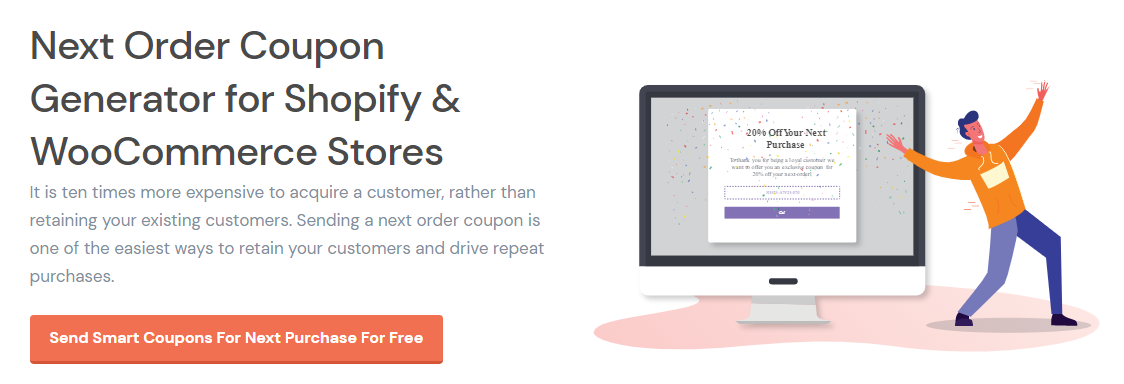 Next Order Coupon
Generator for Shopify &
WooCommerce Stores
It is ten times more expensive to acquire a customer, rather than
retaining your existing customers. Sending a next order coupon is
one of the easiest ways to retain your customers and drive repeat
purchases.
Send Smart Coupons For Next Purchase For Free
20% Off Your Next
Purchase
To thank you for being a loyal customer we
want to offer you an exclusive coupon for
20% off your next order!